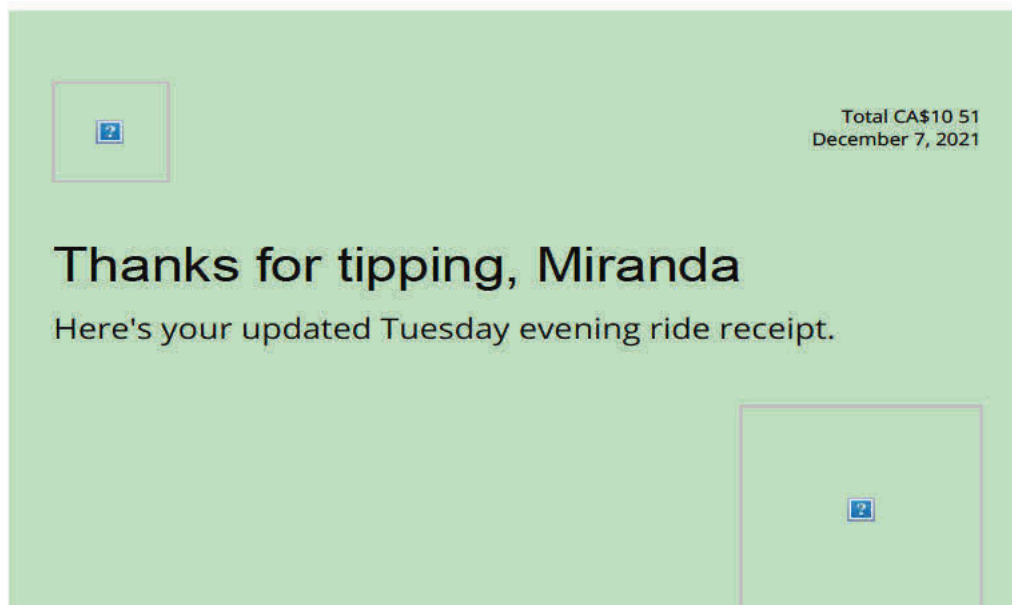 Total CA$10 51
December 7, 2021
Thanks for tipping, Miranda
Here's your updated Tuesday evening ride receipt.